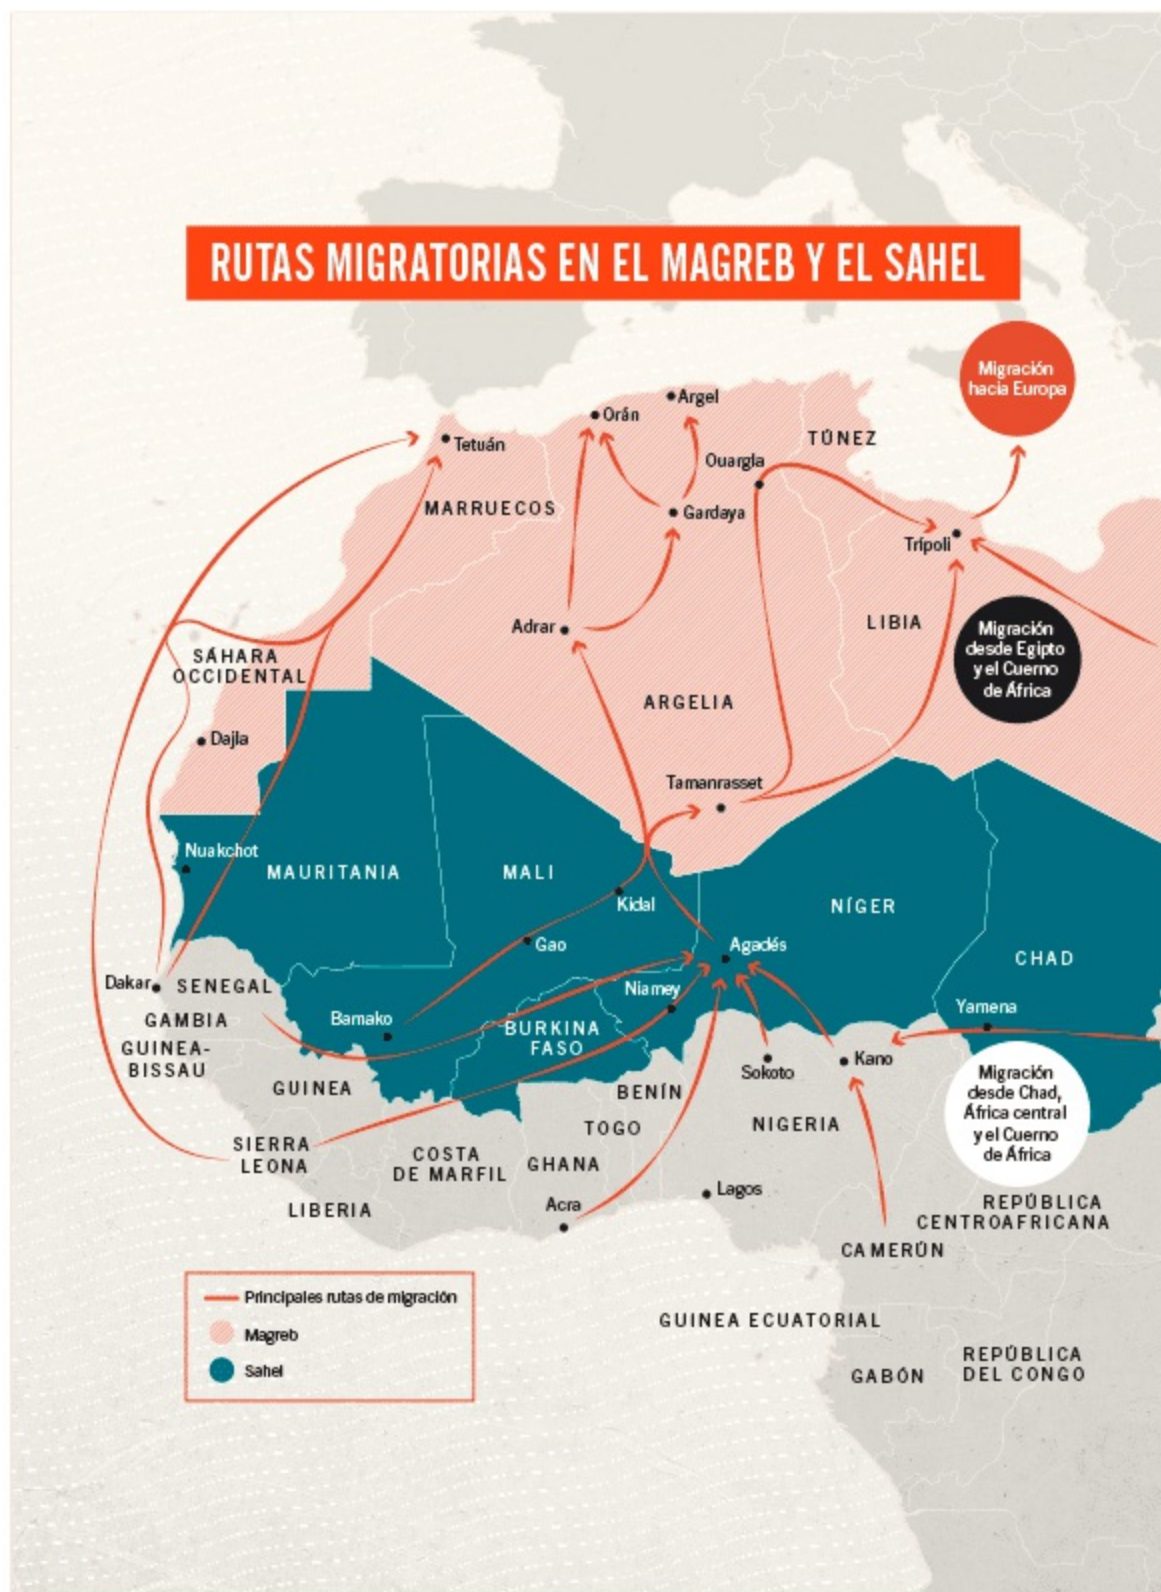 RUTAS MIGRATORIAS EN EL MAGREB Y EL SAHEL
Migración
hacia Europa
Argel
Orán
Tetuán
TÚNEZ
Ouargla
MARRUECOS
Gardaya
Trípoli
Adrar
LIBIA
Migración
desde Egipto
y el Cuerno
de África
SÁHARA
OCCIDENTAL
ARGELIA
Dajla
Tamanrasset
Nuakchot
MAURITANIA
MALI
Kidal
NÍGER
Gao
Agadés
CHAD
Dakar
SENEGAL
Niamey
Yamena
GAMBIA
Bamako
BURKINA
FASO
GUINEA-
BISSAU
Kano
Sokoto
GUINEA
BENÍN
Migración
desde Chad,
África central
y el Cuerno
de África
TOGO
NIGERIA
SIERRA
LEONA
COSTA
DE MARFIL
GHANA
Lagos
LIBERIA
Acra
REPÚBLICA
CENTROAFRICANA
CAMERÚN
Principales rutas de migración
Magreb
Sahel
GUINEA ECUATORIAL
GABÓN
REPÚBLICA
DEL CONGO